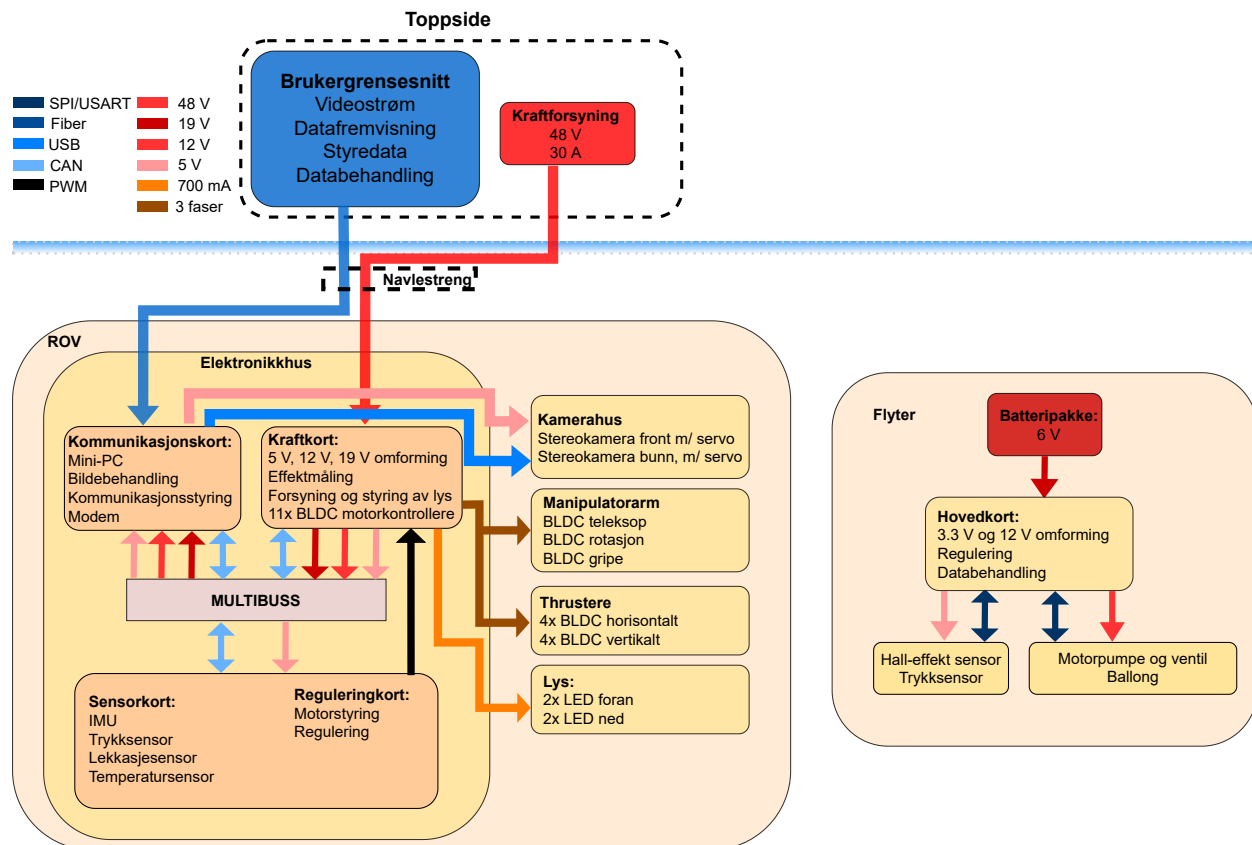 Toppside
Brukergrensesnitt
Videostrøm
Datafremvisning
Styredata
Databehandling
Kraftforsyning
48 V
30 A
SPI/USART
Fiber
USB
CAN
PWM
48 V
19 V
12 V
5 V
700 mA
3 faser
Navlestreng
ROV
Elektronikkhus
Kommunikasjonskort:
Mini-PC
Bildebehandling
Kommunikasjonsstyring
Modem
Kraftkort:
5 V, 12 V, 19 V omforming
Effektmåling
Forsyning og styring av lys
11x BLDC motorkontrollere
MULTIBUSS
Sensorkort:
IMU
Trykksensor
Lekkasjesensor
Temperatursensor
Reguleringkort:
Motorstyring
Regulering
Kamerahus
Stereokamera front m/ servo
Stereokamera bunn, m/ servo
Manipulatorarm
BLDC teleksop
BLDC rotasjon
BLDC gripe
Thrustere
4x BLDC horisontalt
4x BLDC vertikalt
Lys:
2x LED foran
2x LED ned
Flyter
Batteripakke:
6 V
Hovedkort:
3.3 V og 12 V omforming
Regulering
Databehandling
Hall-effekt sensor
Trykksensor
Motorpumpe og ventil
Ballong